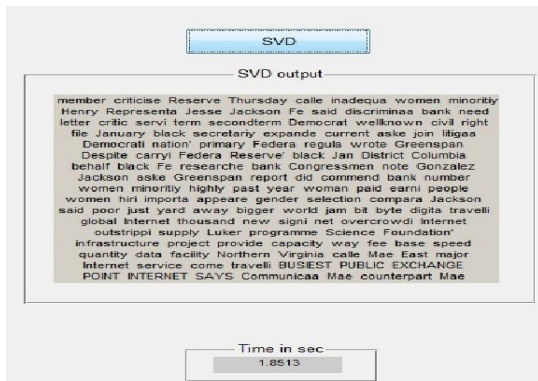 SVD
SVD output
member criticise Reserve Thursday calle inadequa women minoritiy
Henry Representa Jesse Jackson Fe said discriminaa bank need
letter critic servi term secondterm Democrat wellknown civil right
file January black secretariy expande current aske join litigaa
Democrati nation' primary Federa regula wrote Greenspan
Despite carryi Federa Reserve' black Jan District Columbia
behalf black Fe researche bank Congressmen note Gonzalez
Jackson aske Greenspan report did commend bank number
women minoritiy highly past year woman paid earni people
women hiri importa appeare gender selection compara Jackson
said poor just yard away bigger world jam bit byte digita travelli
global Internet thousand new signi net overcrowdi Internet
outstrippi supply Luker programme Science Foundation'
infrastructure project provide capacity way fee base speed
quantity data facility Northern Virginia calle Mae East major
Internet service come travelli BUSIEST PUBLIC EXCHANGE
POINT INTERNET SAYS Communicaa Mae counterpart Mae
Time in sec
1.8513